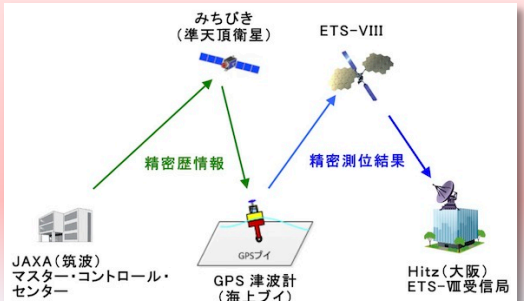 みちびき
(準天頂衛星)
ETS-VIII
精密歴情報
精密測位結果
JAXA(筑波)
マスター・コントロール・
センター
GPSブイ
GPS 津波計
(海上ブイ)
Hitz(大阪)
ETS-Ⅷ受信局